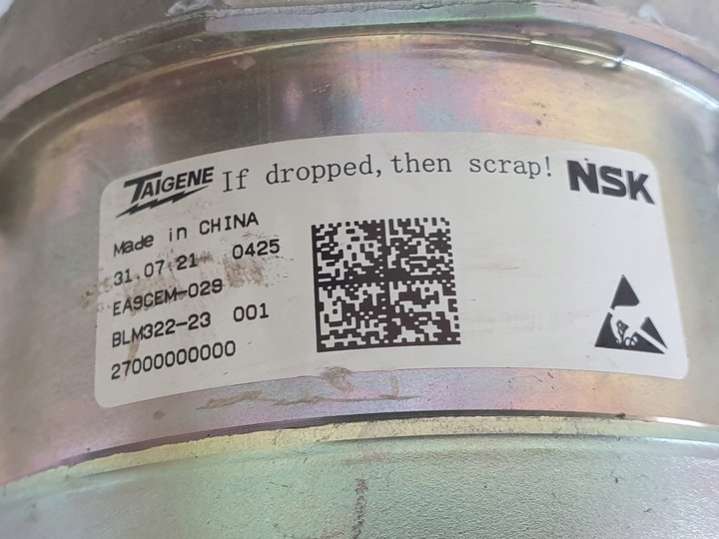 TAIGENE If dropped, then scrap! NSK
Made in CHINA
31.07.21 0425
EA9CEM-029
BLM322-23 001
27000000000